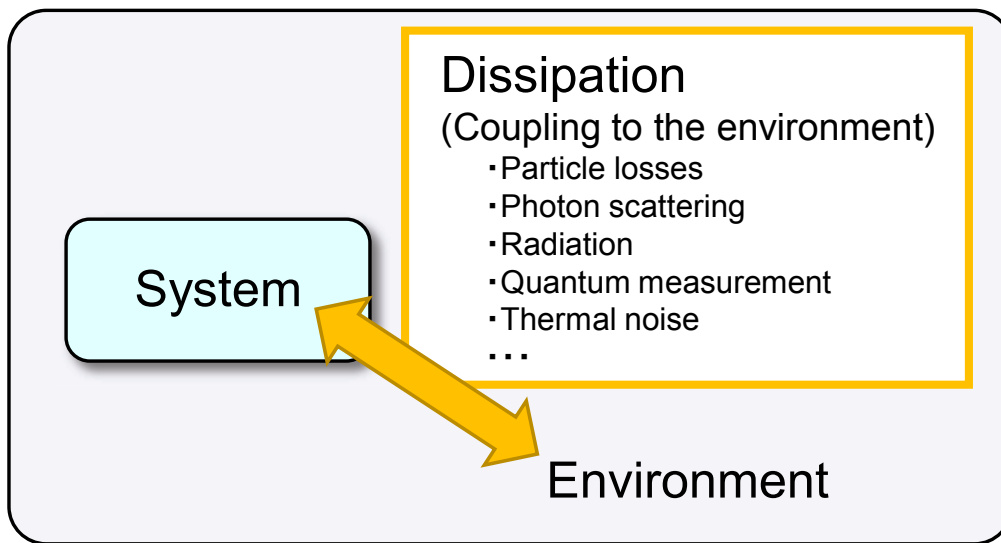 Dissipation
(Coupling to the environment)
・Particle losses
・Photon scattering
・Radiation
・Quantum measurement
・Thermal noise
・・・
System
Environment